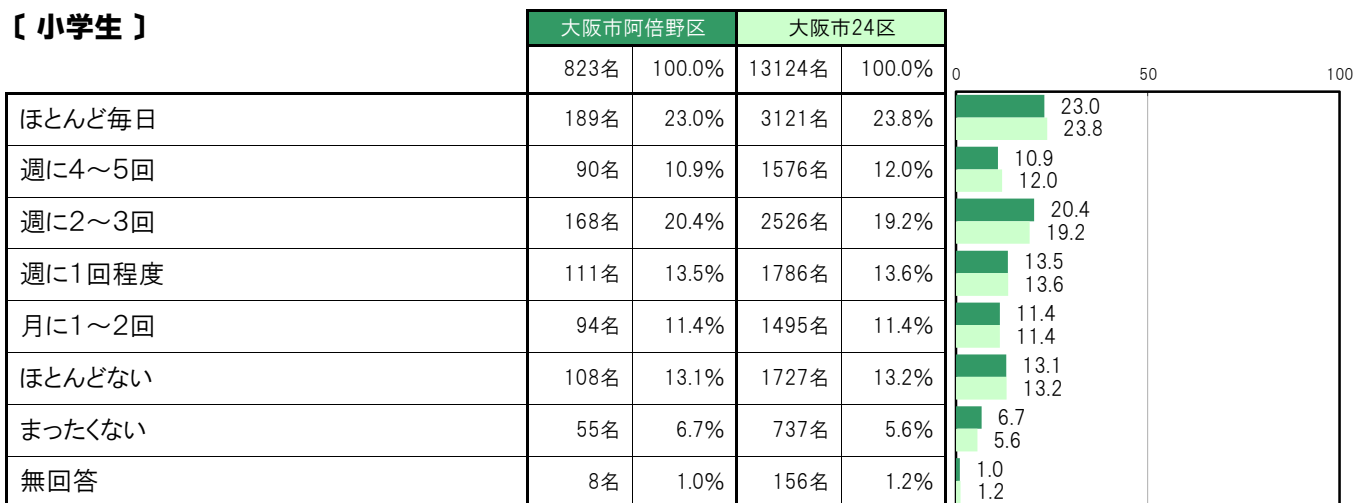 〔 小学生 〕
大阪市阿倍野区 大阪市24区
823名 100.0% 13124名 100.0% 0 50 100
ほとんど毎日 189名 23.0% 3121名 23.8% 23.0
23.8
週に4～5回 90名 10.9% 1576名 12.0% 10.9
12.0
週に2～3回 168名 20.4% 2526名 19.2% 20.4
19.2
週に1回程度 111名 13.5% 1786名 13.6% 13.5
13.6
月に1～2回 94名 11.4% 1495名 11.4% 11.4
11.4
ほとんどない 108名 13.1% 1727名 13.2% 13.1
13.2
まったくない 55名 6.7% 737名 5.6% 6.7
5.6
無回答 8名 1.0% 156名 1.2% 1.0
1.2